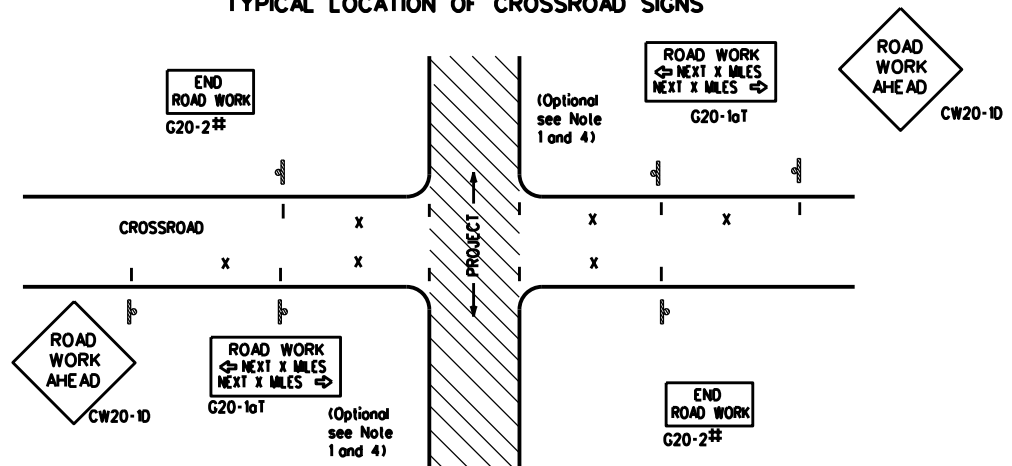 TYPICAL LOCATION OF CROSSROAD SIGNS
END
ROAD WORK
G20-2#
(Optional
see Note
1 and 4)
ROAD WORK
⇦ NEXT X MILES
NEXT X MILES ⇨
G20-1aT
ROAD
WORK
AHEAD
CW20-1D
CROSSROAD
X
X
X
PROJECT
X
X
X
ROAD
WORK
AHEAD
CW20-1D
ROAD WORK
⇦ NEXT X MILES
NEXT X MILES ⇨
G20-1aT
(Optional
see Note
1 and 4)
END
ROAD WORK
G20-2#